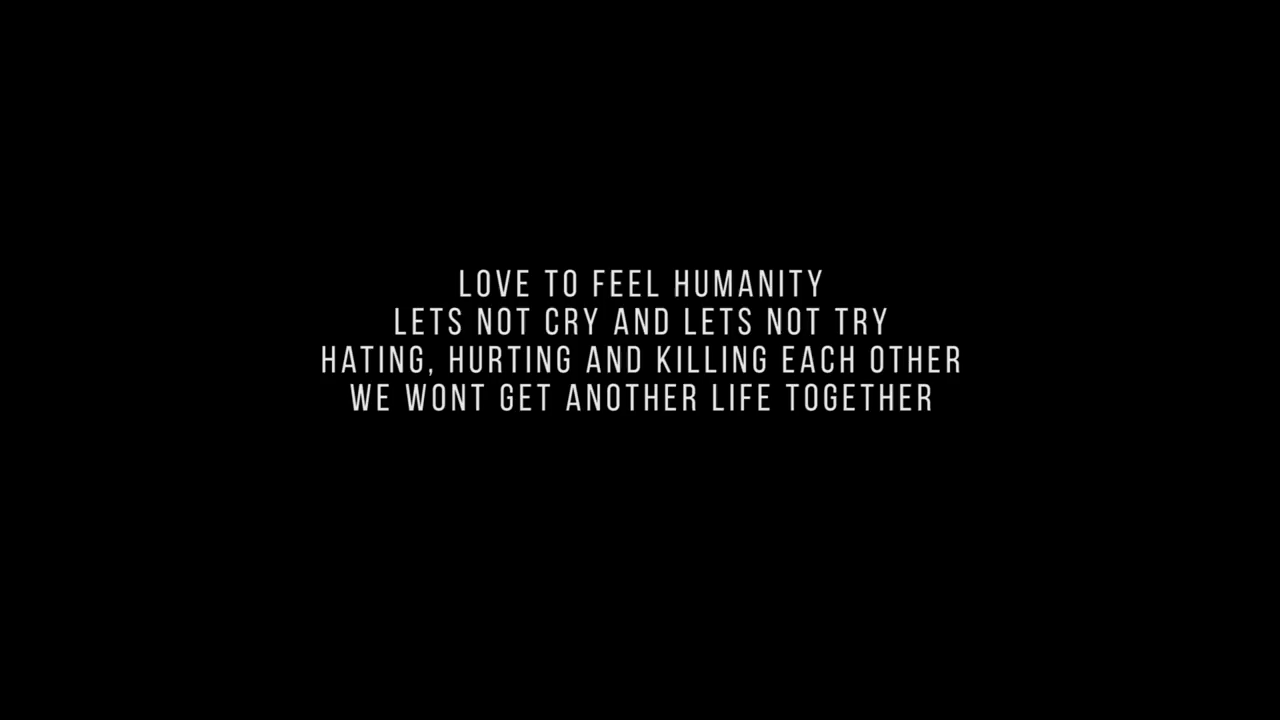 LOVE TO FEEL HUMANITY
LETS NOT CRY AND LETS NOT TRY
HATING, HURTING AND KILLING EACH OTHER
WE WONT GET ANOTHER LIFE TOGETHER